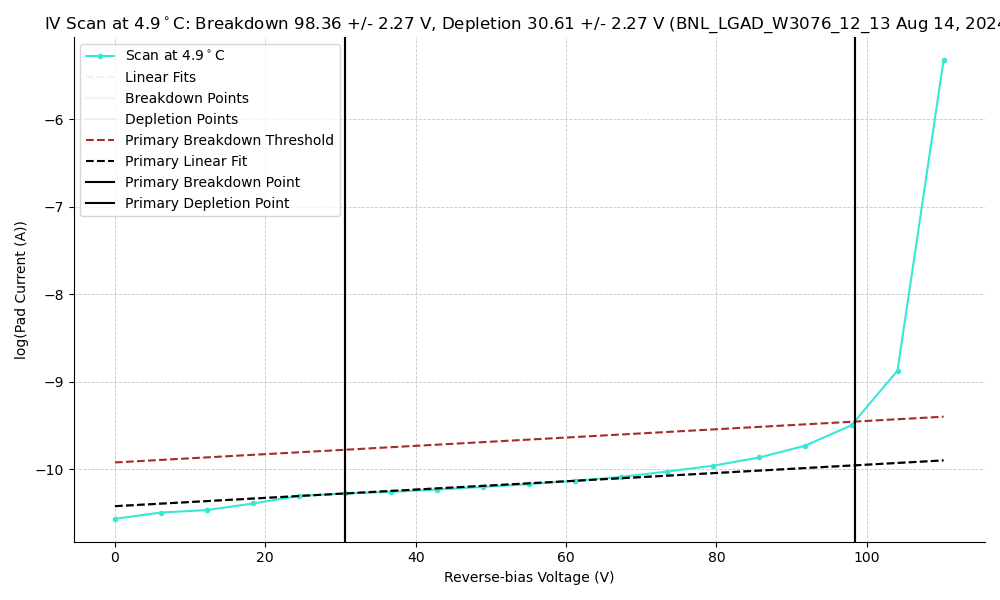 IV Scan at 4.9°C: Breakdown 98.36 +/- 2.27 V, Depletion 30.61 +/- 2.27 V (BNL_LGAD_W3076_12_13 Aug 14, 2024
Scan at 4.9°C
Linear Fits
Breakdown Points
Depletion Points
Primary Breakdown Threshold
Primary Linear Fit
Primary Breakdown Point
Primary Depletion Point
log(Pad Current (A))
−6
−7
−8
−9
−10
0 20 40 60 80 100
Reverse-bias Voltage (V)